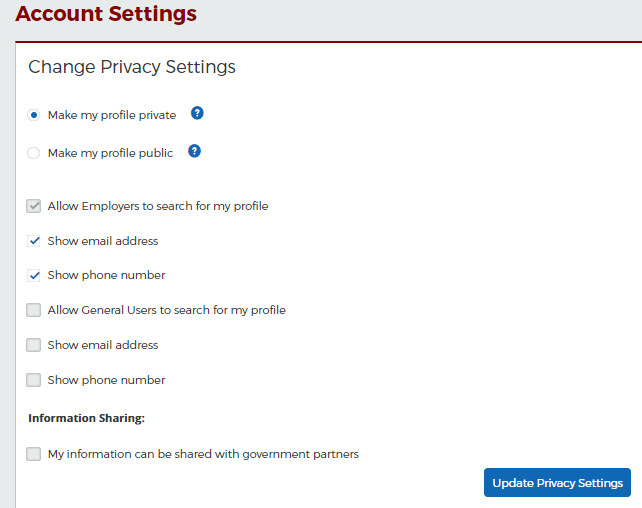 Account Settings
Change Privacy Settings
Make my profile private ?
Make my profile public ?
Allow Employers to search for my profile
Show email address
Show phone number
Allow General Users to search for my profile
Show email address
Show phone number
Information Sharing:
My information can be shared with government partners
Update Privacy Settings